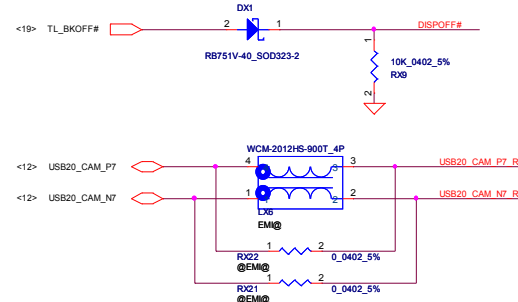 DX1
<19> TL_BKOFF# 2 1 DISPOFF#
RB751V-40_SOD323-2
1
10K_0402_5%
RX9
2
WCM-2012HS-900T_4P
<12> USB20_CAM_P7 4 3 3 USB20_CAM_P7_R
<12> USB20_CAM_N7 1 2 2 USB20_CAM_N7_R
LX6
EMI@
1 2
RX22 0_0402_5%
@EMI@
1 2
RX21 0_0402_5%
@EMI@